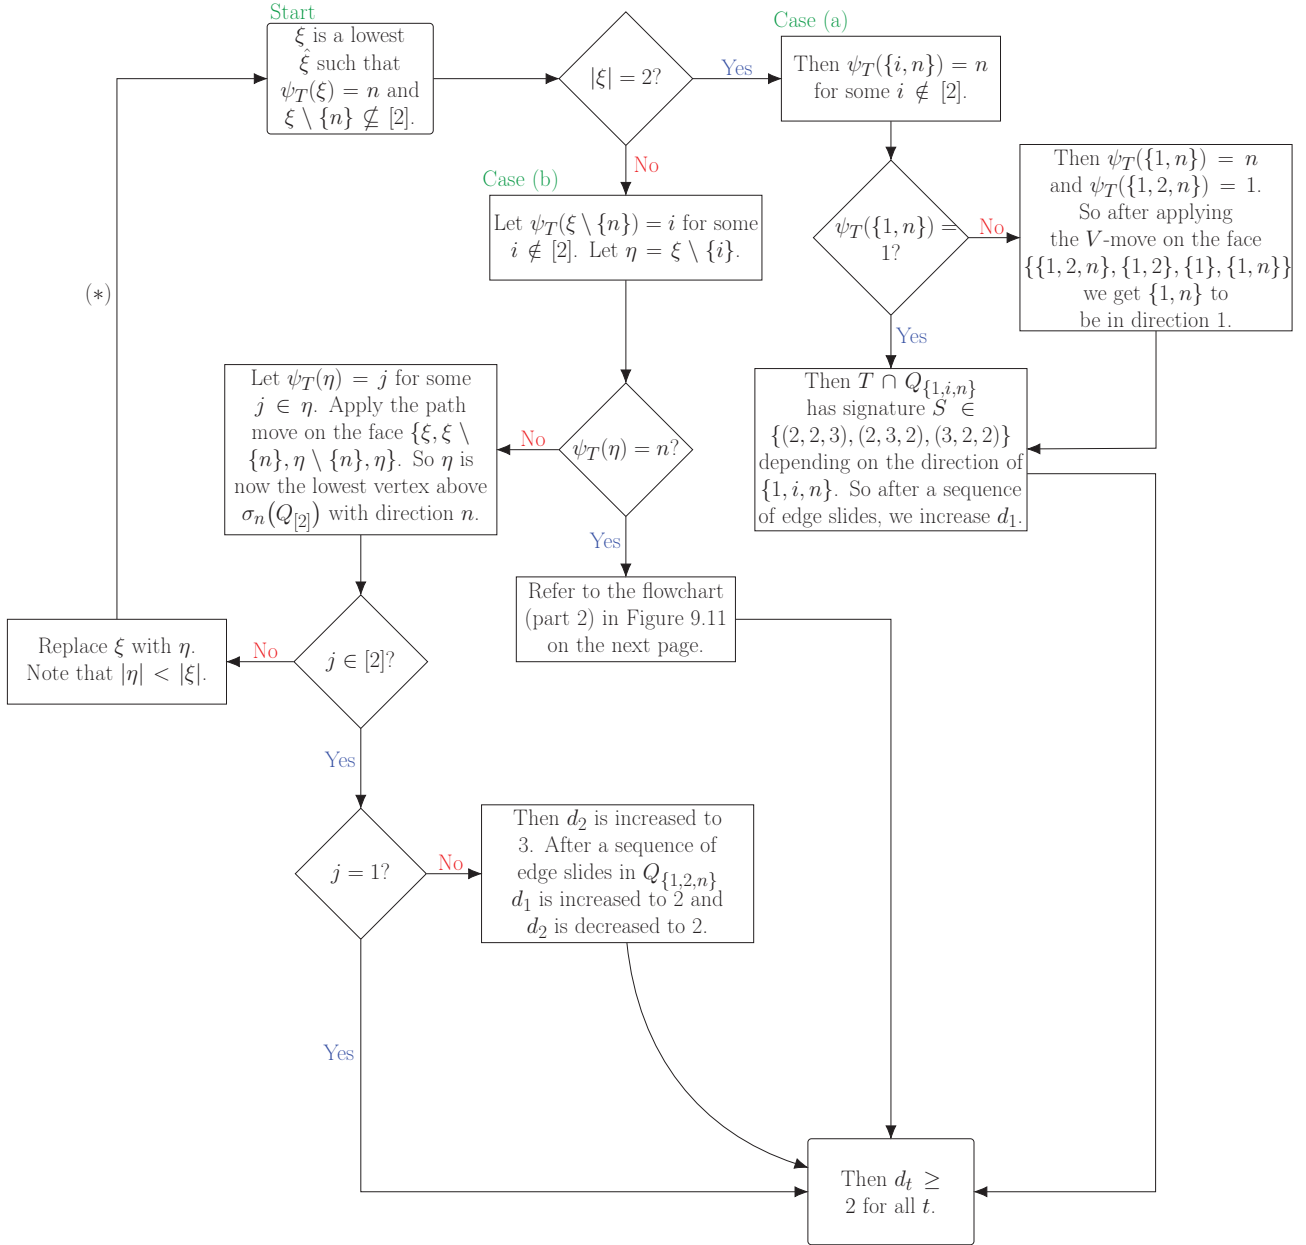 Start
ξ is a lowest
ξ̂ such that
ψ_T(ξ) = n and
ξ \ {n} ⊈ [2].
|ξ| = 2?
Yes
Case (a)
Then ψ_T({i, n}) = n
for some i ∉ [2].
No
Case (b)
Let ψ_T(ξ \ {n}) = i for some
i ∉ [2]. Let η = ξ \ {i}.
ψ_T({1, n}) =
1?
No
Then ψ_T({1, n}) = n
and ψ_T({1, 2, n}) = 1.
So after applying
the V-move on the face
{{1, 2, n}, {1, 2}, {1}, {1, n}}
we get {1, n} to
be in direction 1.
(∗)
Yes
Then T ∩ Q_{1,i,n}
has signature S ∈
{(2, 2, 3), (2, 3, 2), (3, 2, 2)}
depending on the direction of
{1, i, n}. So after a sequence
of edge slides, we increase d_1.
Let ψ_T(η) = j for some
j ∈ η. Apply the path
move on the face {ξ, ξ \
{n}, η \ {n}, η}. So η is
now the lowest vertex above
σ_n(Q_[2]) with direction n.
No
ψ_T(η) = n?
Yes
Refer to the flowchart
(part 2) in Figure 9.11
on the next page.
Replace ξ with η.
Note that |η| < |ξ|.
No
j ∈ [2]?
Yes
j = 1?
No
Then d_2 is increased to
3. After a sequence of
edge slides in Q_{1,2,n}
d_1 is increased to 2 and
d_2 is decreased to 2.
Yes
Then d_t ≥
2 for all t.